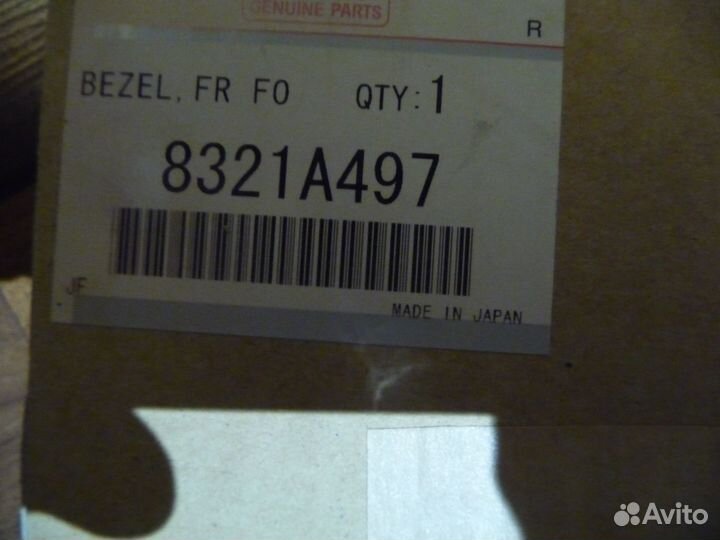 GENUINE PARTS
R
BEZEL, FR FO QTY:1
8321A497
JF
MADE IN JAPAN
Avito